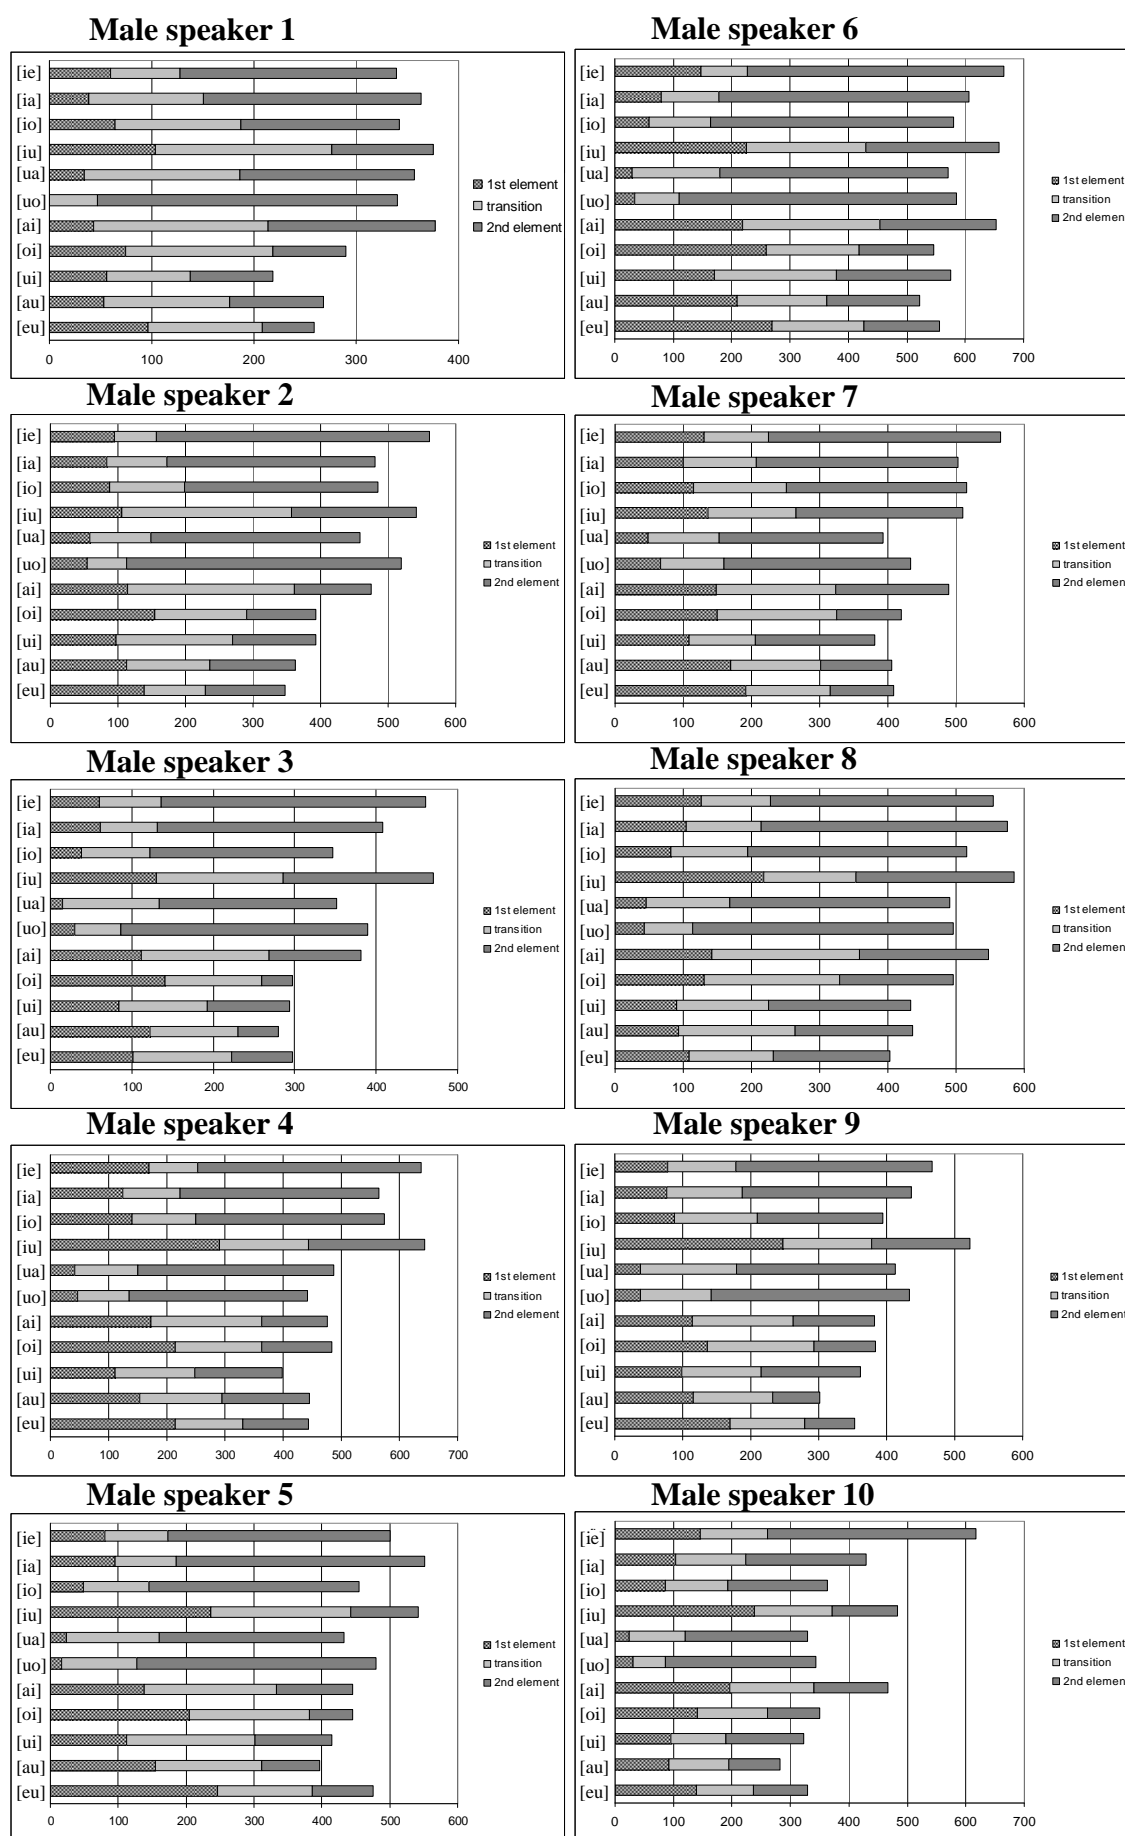 Male speaker 1
[ie]
[ia]
[io]
[iu]
[ua]
[uo]
[ai]
[oi]
[ui]
[au]
[eu]
0 100 200 300 400
1st element
transition
2nd element
Male speaker 6
[ie]
[ia]
[io]
[iu]
[ua]
[uo]
[ai]
[oi]
[ui]
[au]
[eu]
0 100 200 300 400 500 600 700
1st element
transition
2nd element
Male speaker 2
[ie]
[ia]
[io]
[iu]
[ua]
[uo]
[ai]
[oi]
[ui]
[au]
[eu]
0 100 200 300 400 500 600
1st element
transition
2nd element
Male speaker 7
[ie]
[ia]
[io]
[iu]
[ua]
[uo]
[ai]
[oi]
[ui]
[au]
[eu]
0 100 200 300 400 500 600
1st element
transition
2nd element
Male speaker 3
[ie]
[ia]
[io]
[iu]
[ua]
[uo]
[ai]
[oi]
[ui]
[au]
[eu]
0 100 200 300 400 500
1st element
transition
2nd element
Male speaker 8
[ie]
[ia]
[io]
[iu]
[ua]
[uo]
[ai]
[oi]
[ui]
[au]
[eu]
0 100 200 300 400 500 600
1st element
transition
2nd element
Male speaker 4
[ie]
[ia]
[io]
[iu]
[ua]
[uo]
[ai]
[oi]
[ui]
[au]
[eu]
0 100 200 300 400 500 600 700
1st element
transition
2nd element
Male speaker 9
[ie]
[ia]
[io]
[iu]
[ua]
[uo]
[ai]
[oi]
[ui]
[au]
[eu]
0 100 200 300 400 500 600
1st element
transition
2nd element
Male speaker 5
[ie]
[ia]
[io]
[iu]
[ua]
[uo]
[ai]
[oi]
[ui]
[au]
[eu]
0 100 200 300 400 500 600
1st element
transition
2nd element
Male speaker 10
[ie]
[ia]
[io]
[iu]
[ua]
[uo]
[ai]
[oi]
[ui]
[au]
[eu]
0 100 200 300 400 500 600 700
1st element
transition
2nd element